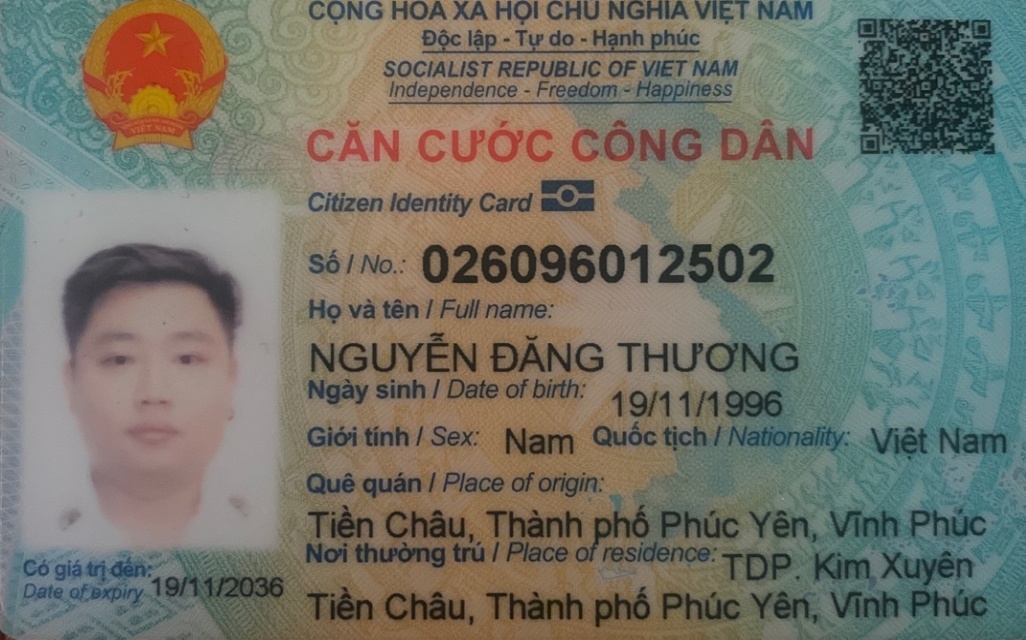 CỘNG HÒA XÃ HỘI CHỦ NGHĨA VIỆT NAM
Độc lập - Tự do - Hạnh phúc
SOCIALIST REPUBLIC OF VIET NAM
Independence - Freedom - Happiness
CĂN CƯỚC CÔNG DÂN
Citizen Identity Card
Số / No.: 026096012502
Họ và tên / Full name:
NGUYỄN ĐĂNG THƯƠNG
Ngày sinh / Date of birth: 19/11/1996
Giới tính / Sex: Nam Quốc tịch / Nationality: Việt Nam
Quê quán / Place of origin:
Tiền Châu, Thành phố Phúc Yên, Vĩnh Phúc
Nơi thường trú / Place of residence: TDP. Kim Xuyên
Tiền Châu, Thành phố Phúc Yên, Vĩnh Phúc
Có giá trị đến: 19/11/2036
Date of expiry
VIỆT NAM